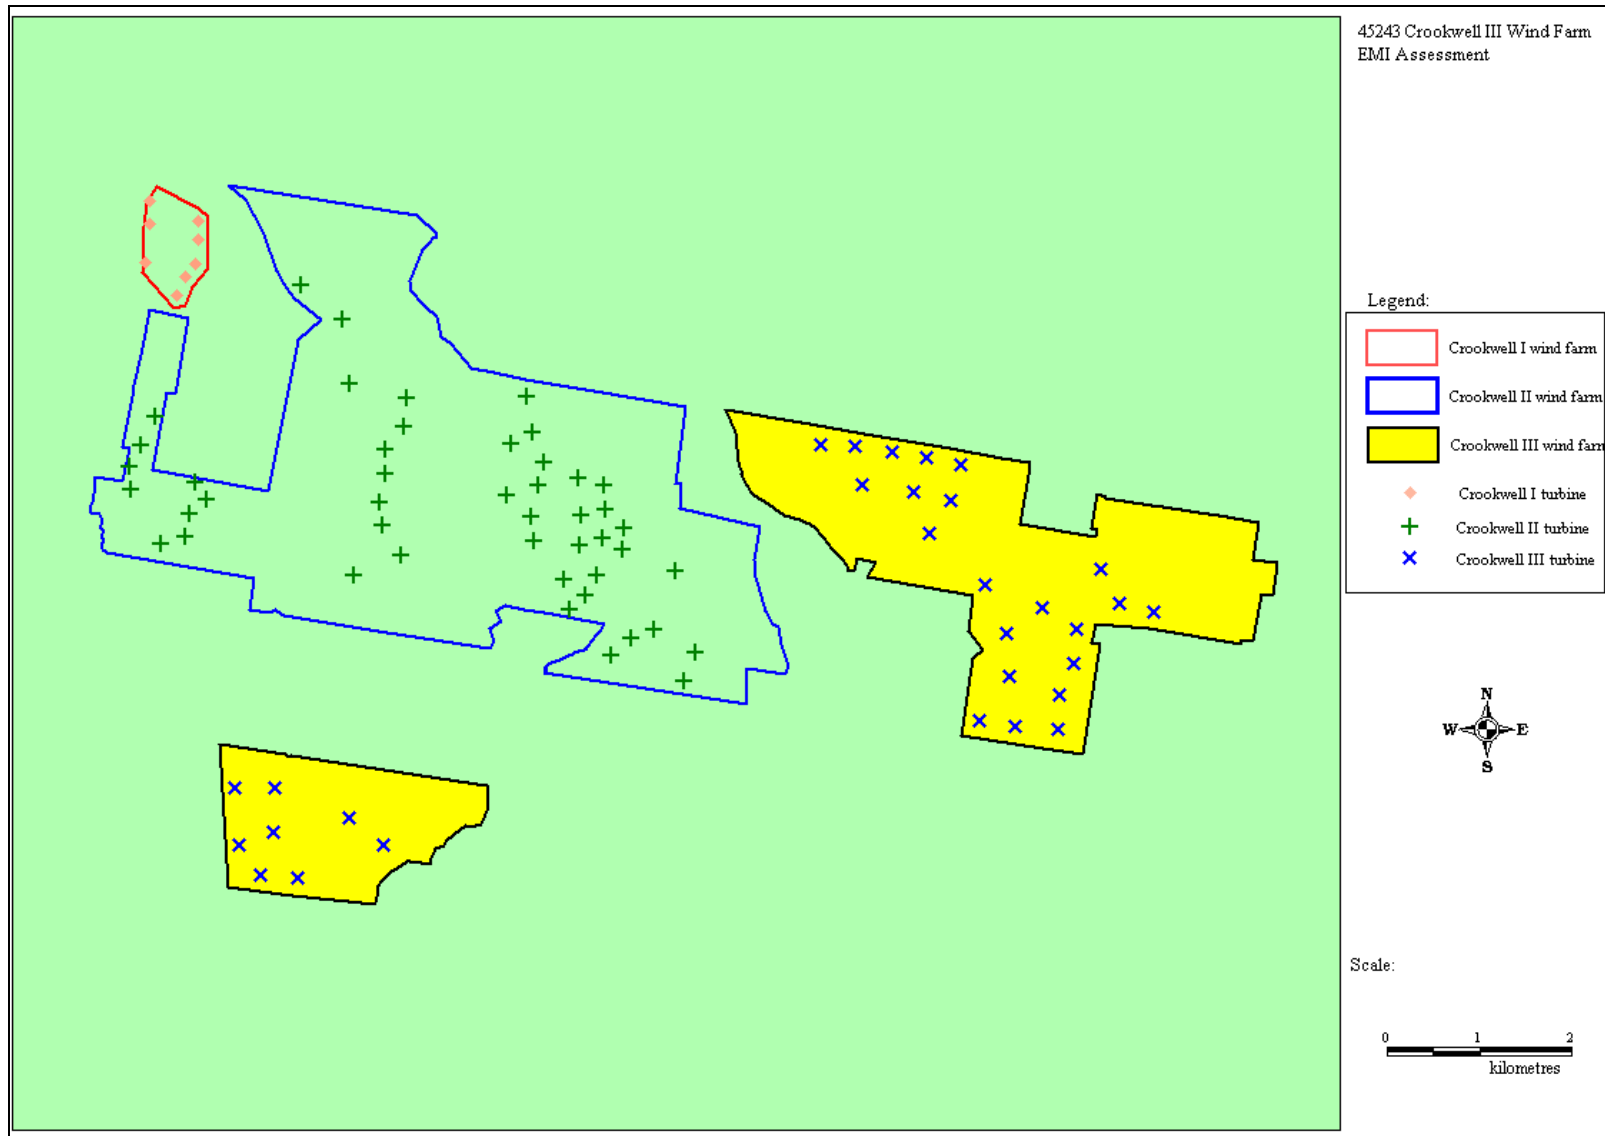 45243 Crookwell III Wind Farm
EMI Assessment
Legend:
Crookwell I wind farm
Crookwell II wind farm
Crookwell III wind farm
Crookwell I turbine
Crookwell II turbine
Crookwell III turbine
N
W E
S
Scale:
0 1 2
kilometres